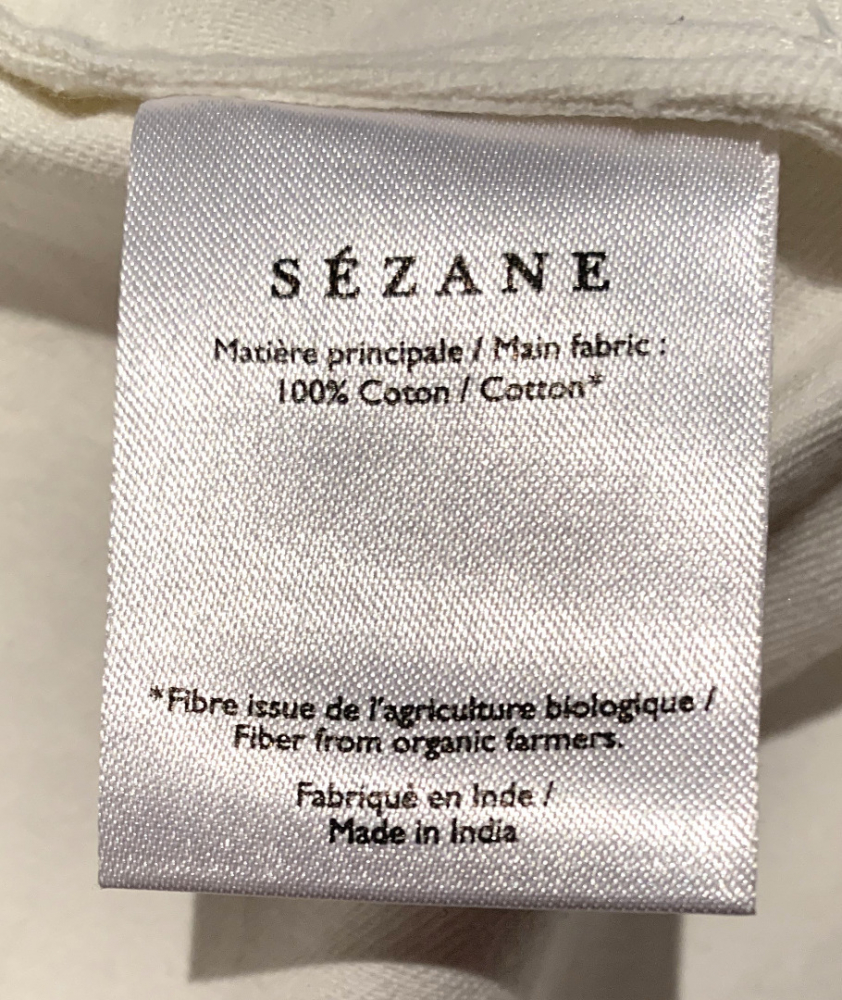 SÉZANE
Matière principale / Main fabric :
100% Coton / Cotton*
*Fibre issue de l'agriculture biologique /
Fiber from organic farmers.
Fabriqué en Inde /
Made in India